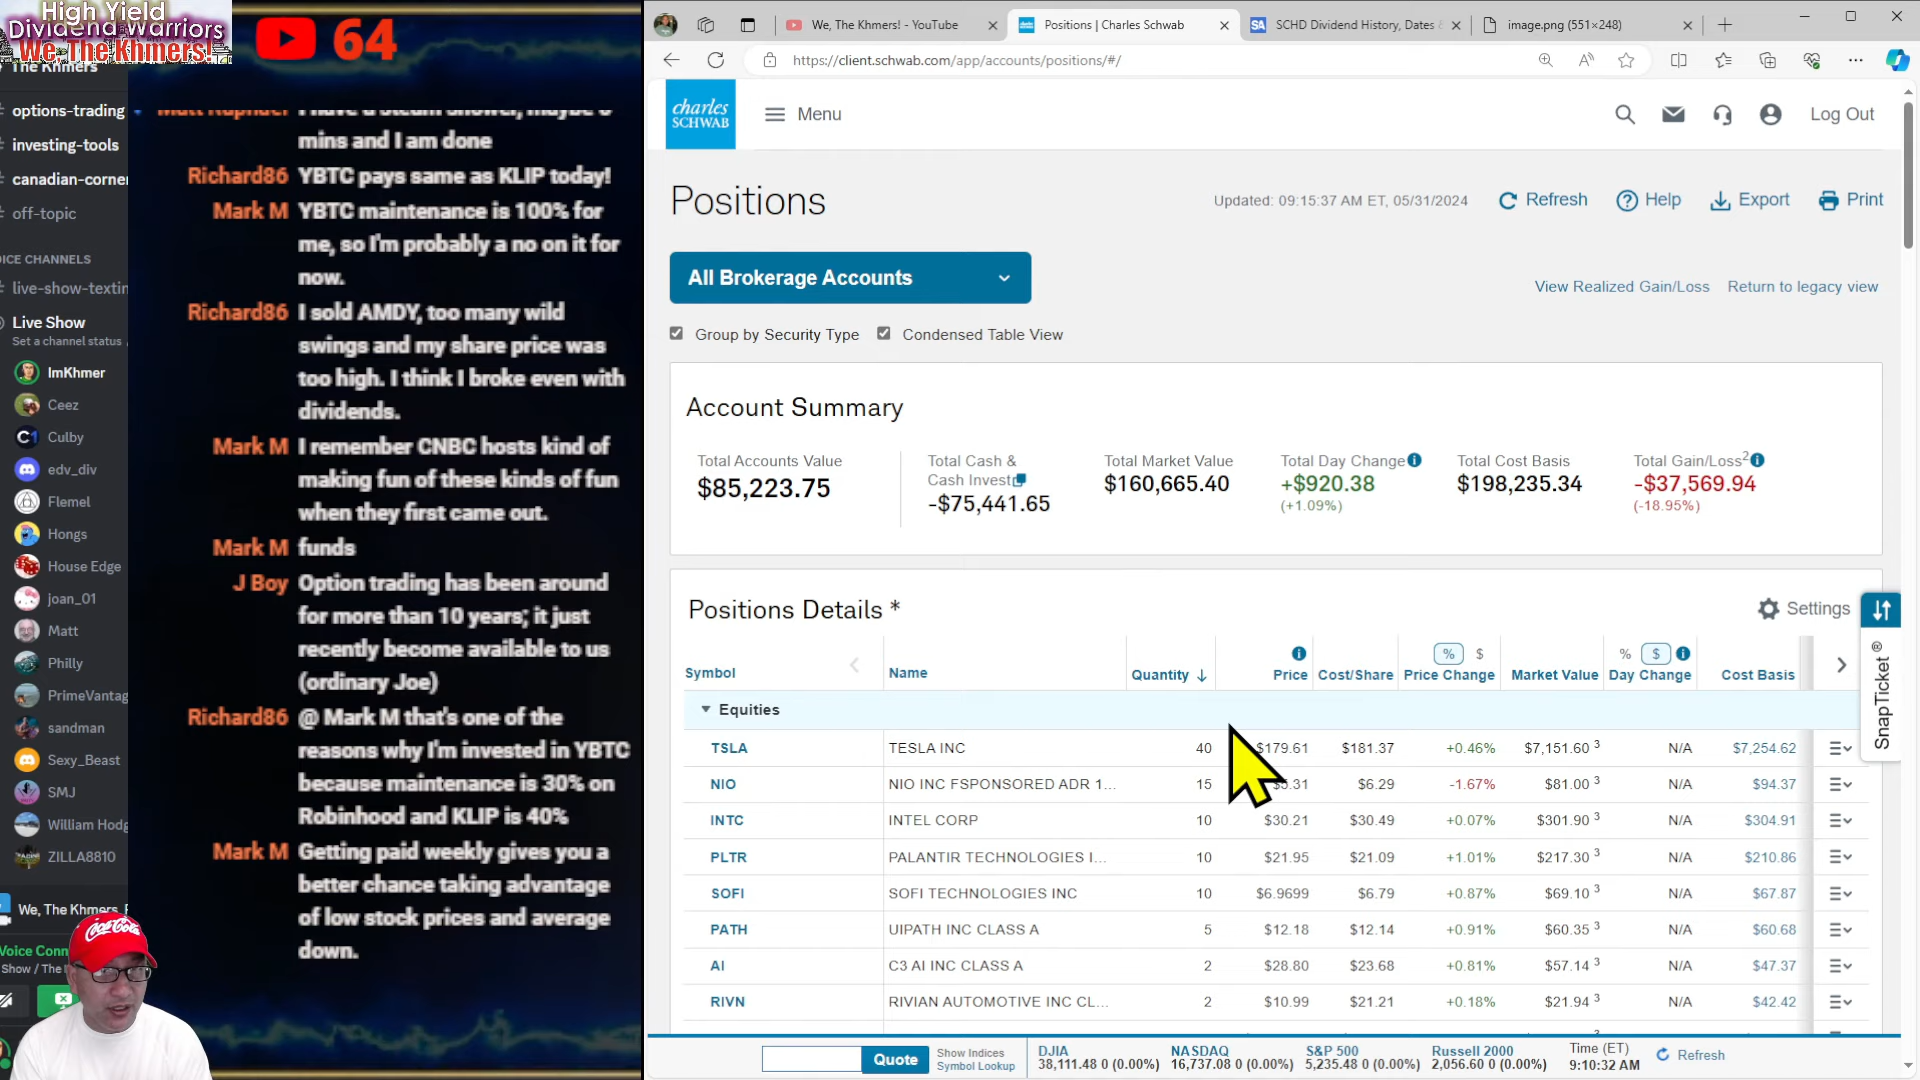 High Yield
Dividend Warriors
We The Khmers!
64
The Khmers
options-trading
investing-tools
canadian-corner
off-topic
OICE CHANNELS
live-show-textin
Live Show
Set a channel status
ImKhmer
Ceez
Culby
edv_div
Flemel
Hongs
House Edge
joan_01
Matt
Philly
PrimeVantag
sandman
Sexy_Beast
SMJ
William Hodg
ZILLA8810
We, The Khmers,
Voice Conn
Show / The
Coca-Cola
Matt Raphael I have a steam shower, maybe
mins and I am done
Richard86 YBTC pays same as KLIP today!
Mark M YBTC maintenance is 100% for
me, so I'm probably a no on it for
now.
Richard86 I sold AMDY, too many wild
swings and my share price was
too high. I think I broke even with
dividends.
Mark M I remember CNBC hosts kind of
making fun of these kinds of fun
when they first came out.
Mark M funds
J Boy Option trading has been around
for more than 10 years; it just
recently become available to us
(ordinary Joe)
Richard86 @ Mark M that's one of the
reasons why I'm invested in YBTC
because maintenance is 30% on
Robinhood and KLIP is 40%
Mark M Getting paid weekly gives you a
better chance taking advantage
of low stock prices and average
down.
We, The Khmers! - YouTube
Positions | Charles Schwab
SCHD Dividend History, Dates &
image.png (551×248)
https://client.schwab.com/app/accounts/positions/#/
charles
SCHWAB
Menu
Log Out
Positions
Updated: 09:15:37 AM ET, 05/31/2024
Refresh
Help
Export
Print
All Brokerage Accounts
View Realized Gain/Loss
Return to legacy view
Group by Security Type
Condensed Table View
Account Summary
Total Accounts Value
$85,223.75
Total Cash &
Cash Invest
-$75,441.65
Total Market Value
$160,665.40
Total Day Change
+$920.38
(+1.09%)
Total Cost Basis
$198,235.34
Total Gain/Loss2
-$37,569.94
(-18.95%)
Positions Details *
Settings
SnapTicket®
Symbol Name Quantity Price Cost/Share % $ Price Change Market Value % $ Day Change Cost Basis
Equities
TSLA TESLA INC 40 $179.61 $181.37 +0.46% $7,151.60 3 N/A $7,254.62
NIO NIO INC FSPONSORED ADR 1... 15 $5.31 $6.29 -1.67% $81.00 3 N/A $94.37
INTC INTEL CORP 10 $30.21 $30.49 +0.07% $301.90 3 N/A $304.91
PLTR PALANTIR TECHNOLOGIES I... 10 $21.95 $21.09 +1.01% $217.30 3 N/A $210.86
SOFI SOFI TECHNOLOGIES INC 10 $6.9699 $6.79 +0.87% $69.10 3 N/A $67.87
PATH UIPATH INC CLASS A 5 $12.18 $12.14 +0.91% $60.35 3 N/A $60.68
AI C3 AI INC CLASS A 2 $28.80 $23.68 +0.81% $57.14 3 N/A $47.37
RIVN RIVIAN AUTOMOTIVE INC CL... 2 $10.99 $21.21 +0.18% $21.94 3 N/A $42.42
Quote
Show Indices
Symbol Lookup
DJIA
38,111.48 0 (0.00%)
NASDAQ
16,737.08 0 (0.00%)
S&P 500
5,235.48 0 (0.00%)
Russell 2000
2,056.60 0 (0.00%)
Time (ET)
9:10:32 AM
Refresh